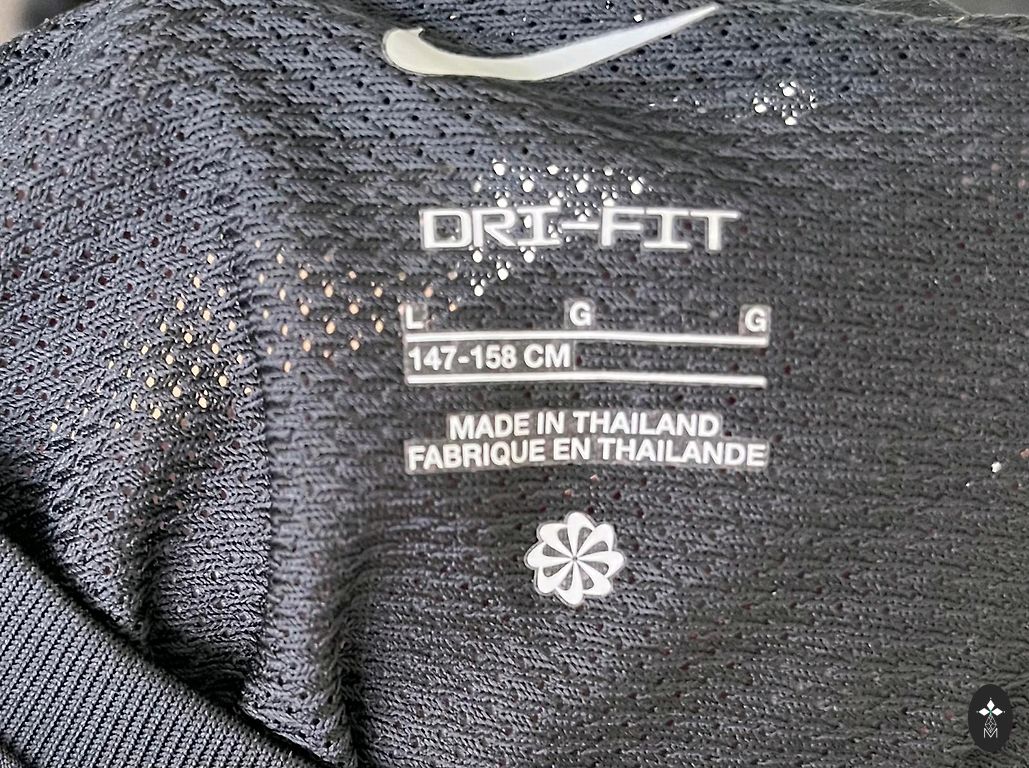 DRI-FIT
L G G
147-158 CM
MADE IN THAILAND
FABRIQUE EN THAILANDE
M